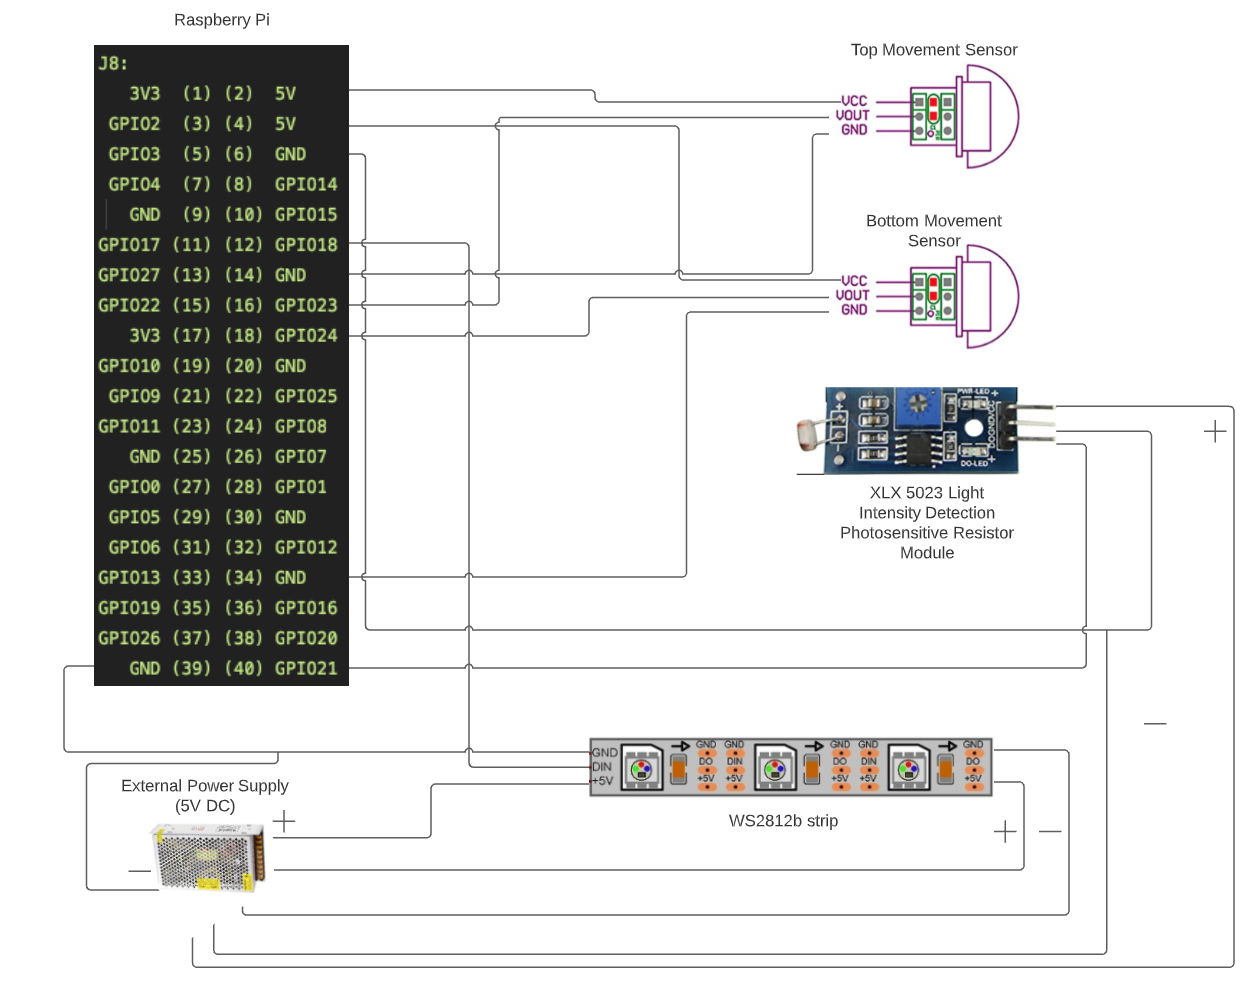 Raspberry Pi
J8:
3V3 (1) (2) 5V
GPIO2 (3) (4) 5V
GPIO3 (5) (6) GND
GPIO4 (7) (8) GPIO14
GND (9) (10) GPIO15
GPIO17 (11) (12) GPIO18
GPIO27 (13) (14) GND
GPIO22 (15) (16) GPIO23
3V3 (17) (18) GPIO24
GPIO10 (19) (20) GND
GPIO9 (21) (22) GPIO25
GPIO11 (23) (24) GPIO8
GND (25) (26) GPIO7
GPIO0 (27) (28) GPIO1
GPIO5 (29) (30) GND
GPIO6 (31) (32) GPIO12
GPIO13 (33) (34) GND
GPIO19 (35) (36) GPIO16
GPIO26 (37) (38) GPIO20
GND (39) (40) GPIO21
Top Movement Sensor
VCC
VOUT
GND
Bottom Movement
Sensor
VCC
VOUT
GND
PWR-LED
DO GND VCC
DO-LED
XLX 5023 Light
Intensity Detection
Photosensitive Resistor
Module
+
−
GND GND GND GND GND GND
DIN DO DIN DO DIN DO
+5V +5V +5V +5V +5V +5V
WS2812b strip
+ −
External Power Supply
(5V DC)
+
−